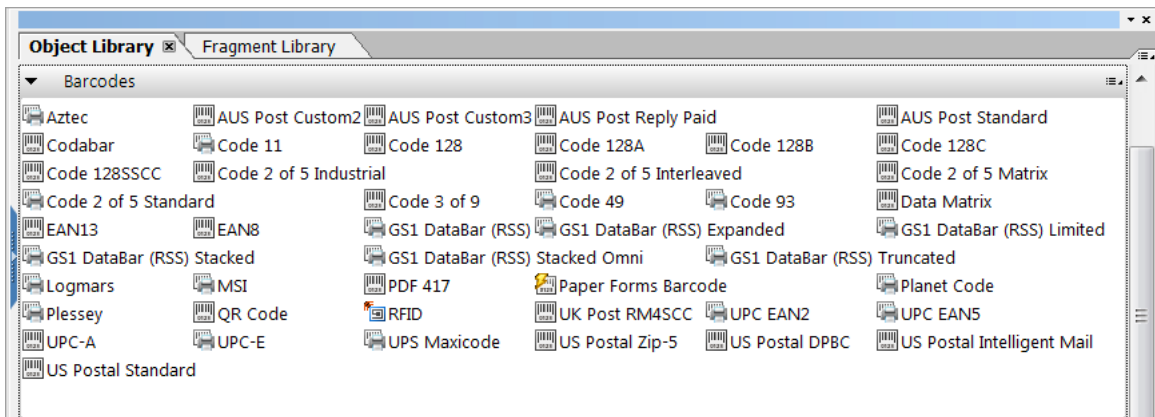 Object Library Fragment Library
Barcodes
Aztec AUS Post Custom2 AUS Post Custom3 AUS Post Reply Paid AUS Post Standard
Codabar Code 11 Code 128 Code 128A Code 128B Code 128C
Code 128SSCC Code 2 of 5 Industrial Code 2 of 5 Interleaved Code 2 of 5 Matrix
Code 2 of 5 Standard Code 3 of 9 Code 49 Code 93 Data Matrix
EAN13 EAN8 GS1 DataBar (RSS) GS1 DataBar (RSS) Expanded GS1 DataBar (RSS) Limited
GS1 DataBar (RSS) Stacked GS1 DataBar (RSS) Stacked Omni GS1 DataBar (RSS) Truncated
Logmars MSI PDF 417 Paper Forms Barcode Planet Code
Plessey QR Code RFID UK Post RM4SCC UPC EAN2 UPC EAN5
UPC-A UPC-E UPS Maxicode US Postal Zip-5 US Postal DPBC US Postal Intelligent Mail
US Postal Standard